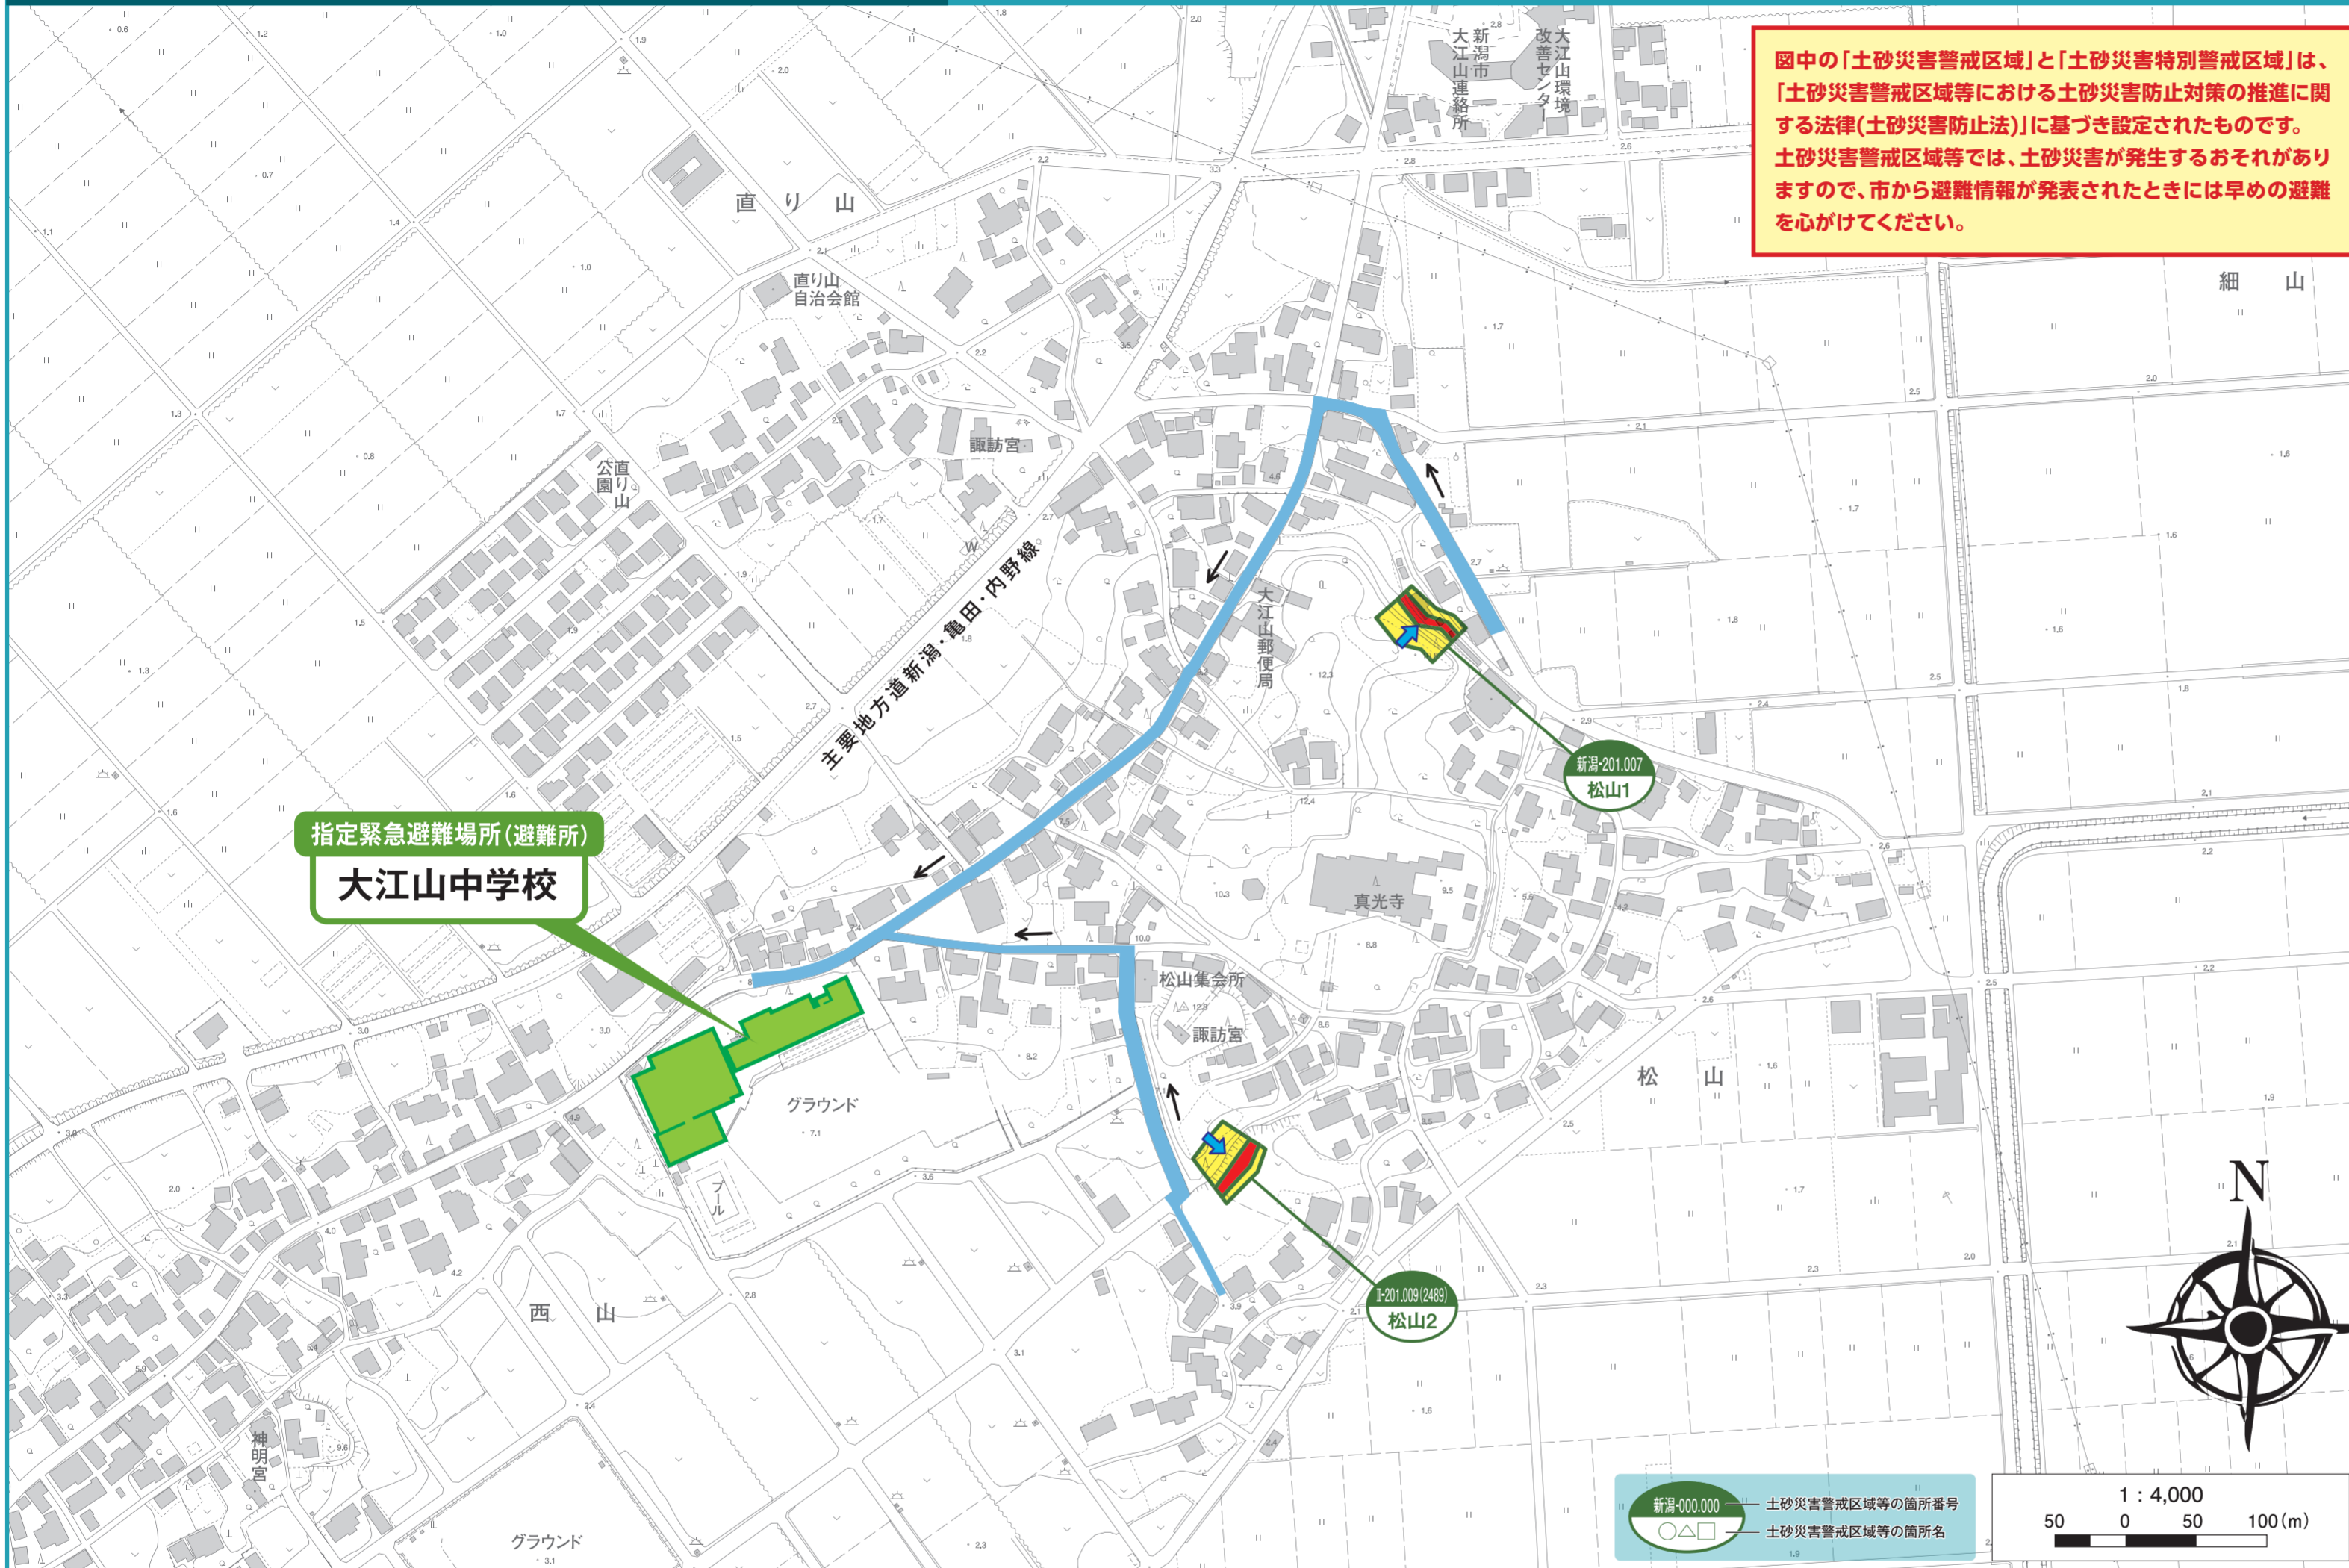 図中の「土砂災害警戒区域」と「土砂災害特別警戒区域」は、
「土砂災害警戒区域等における土砂災害防止対策の推進に関
する法律(土砂災害防止法)」に基づき設定されたものです。
土砂災害警戒区域等では、土砂災害が発生するおそれがあり
ますので、市から避難情報が発表されたときには早めの避難
を心がけてください。
新潟市
大江山連絡所
大江山環境
改善センター
直り山
細山
直り山
自治会館
諏訪宮
直り山
公園
主要地方道新潟・亀田・内野線
大江山郵便局
新潟-201.007
松山1
指定緊急避難場所(避難所)
大江山中学校
真光寺
松山集会所
諏訪宮
松山
グラウンド
プール
西山
II-201.009(2489)
松山2
神明宮
グラウンド
N
新潟-000.000
土砂災害警戒区域等の箇所番号
○△□
土砂災害警戒区域等の箇所名
1:4,000
50 0 50 100(m)